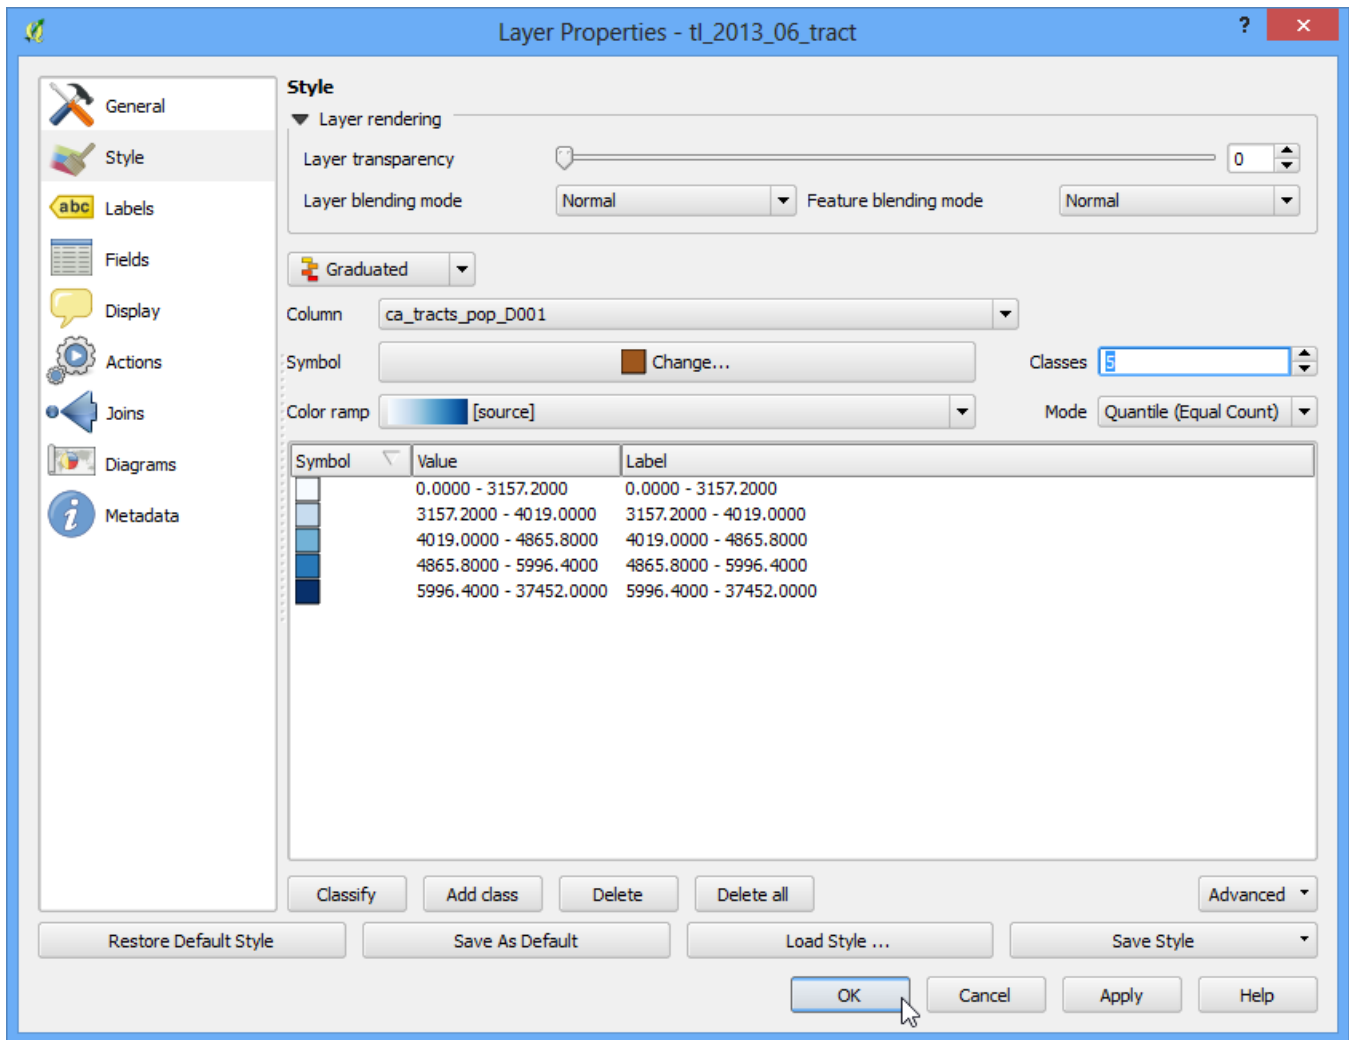 Layer Properties - tl_2013_06_tract
?
General
Style
abc Labels
Fields
Display
Actions
Joins
Diagrams
i Metadata
Style
Layer rendering
Layer transparency 0
Layer blending mode Normal Feature blending mode Normal
Graduated
Column ca_tracts_pop_D001
Symbol Change... Classes 5
Color ramp [source] Mode Quantile (Equal Count)
Symbol Value Label
0.0000 - 3157.2000 0.0000 - 3157.2000
3157.2000 - 4019.0000 3157.2000 - 4019.0000
4019.0000 - 4865.8000 4019.0000 - 4865.8000
4865.8000 - 5996.4000 4865.8000 - 5996.4000
5996.4000 - 37452.0000 5996.4000 - 37452.0000
Classify Add class Delete Delete all Advanced
Restore Default Style Save As Default Load Style ... Save Style
OK Cancel Apply Help